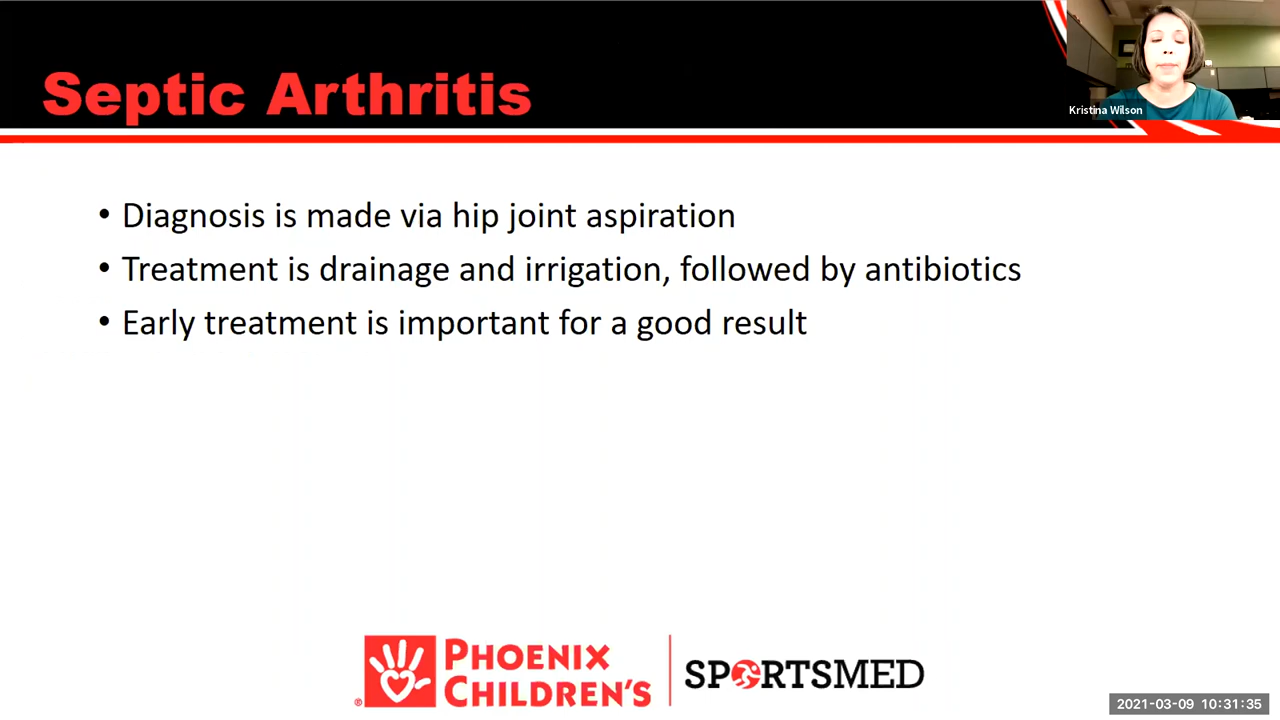 Septic Arthritis
Kristina Wilson
• Diagnosis is made via hip joint aspiration
• Treatment is drainage and irrigation, followed by antibiotics
• Early treatment is important for a good result
PHOENIX
CHILDREN'S
®
SPORTSMED
2021-03-09 10:31:35